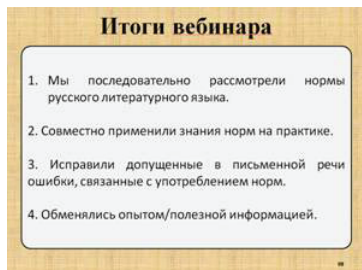 Итоги вебинара
1. Мы последовательно рассмотрели нормы
русского литературного языка.
2. Совместно применили знания норм на практике.
3. Исправили допущенные в письменной речи
ошибки, связанные с употреблением норм.
4. Обменялись опытом/полезной информацией.